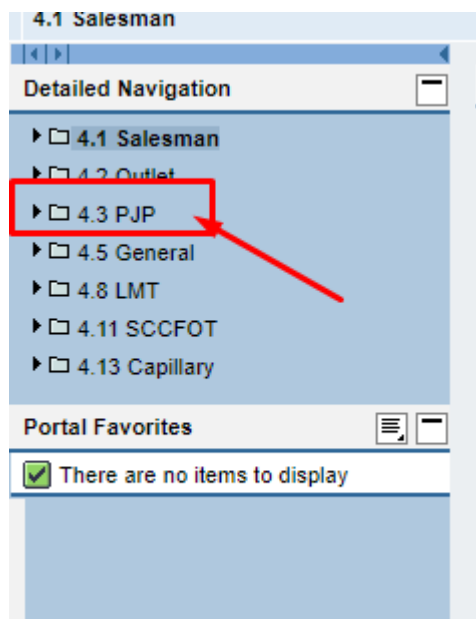 4.1 Salesman
Detailed Navigation
4.1 Salesman
4.2 Outlet
4.3 PJP
4.5 General
4.8 LMT
4.11 SCCFOT
4.13 Capillary
Portal Favorites
There are no items to display